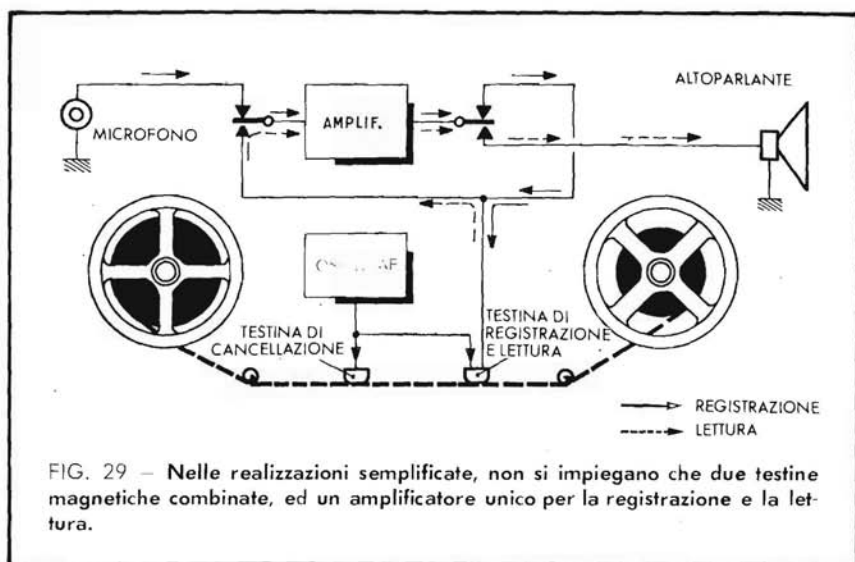 ALTOPARLANTE
MICROFONO
AMPLIF.
TESTINA DI
CANCELLAZIONE
TESTINA DI
REGISTRAZIONE
E LETTURA
REGISTRAZIONE
LETTURA
FIG. 29 – Nelle realizzazioni semplificate, non si impiegano che due testine
magnetiche combinate, ed un amplificatore unico per la registrazione e la let-
tura.